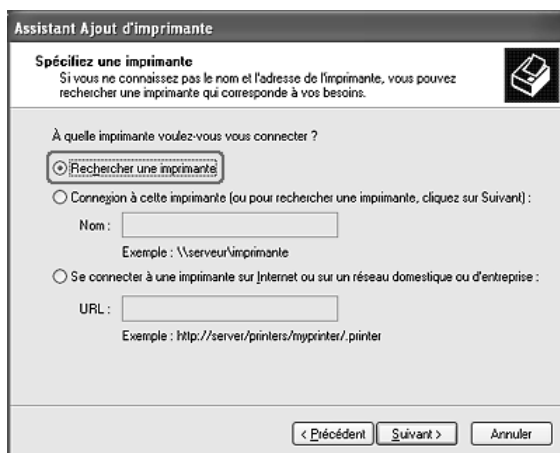 Assistant Ajout d'imprimante
Spécifiez une imprimante
Si vous ne connaissez pas le nom et l'adresse de l'imprimante, vous pouvez
rechercher une imprimante qui corresponde à vos besoins.
À quelle imprimante voulez-vous vous connecter ?
Rechercher une imprimante
Connexion à cette imprimante (ou pour rechercher une imprimante, cliquez sur Suivant) :
Nom :
Exemple : \\serveur\imprimante
Se connecter à une imprimante sur Internet ou sur un réseau domestique ou d'entreprise :
URL :
Exemple : http://server/printers/myprinter/.printer
< Précédent
Suivant >
Annuler